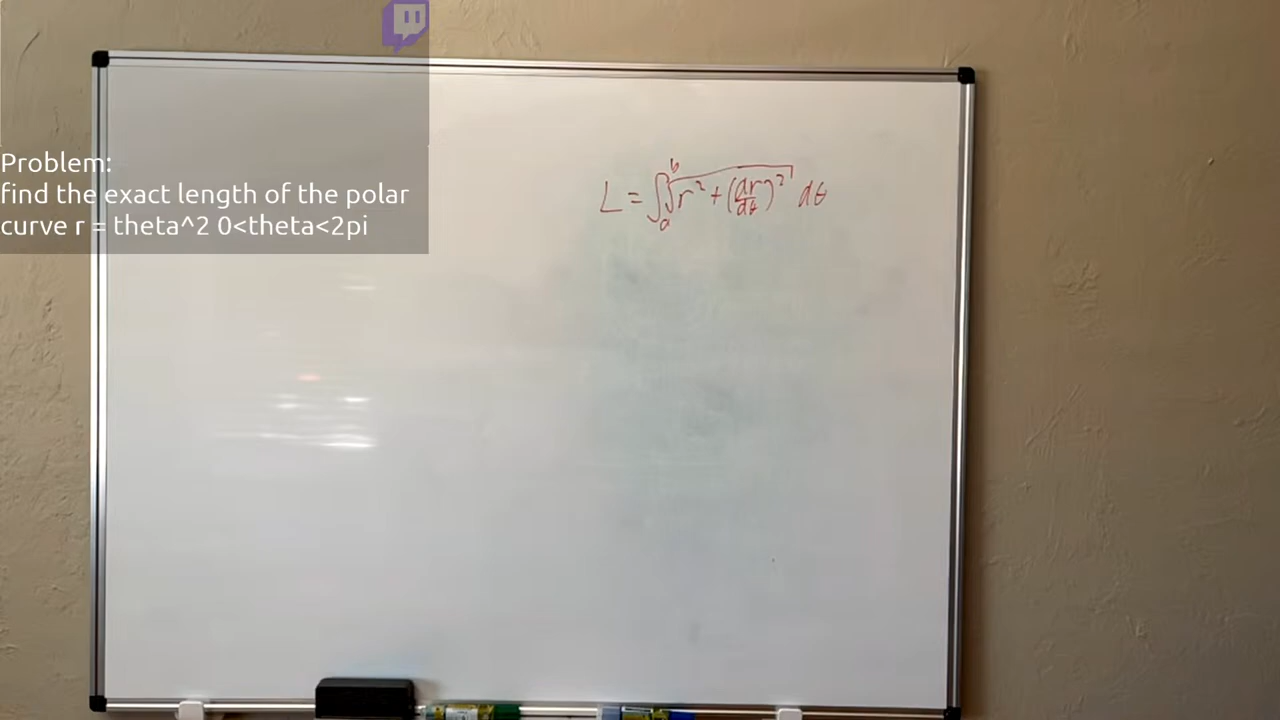 Problem:
find the exact length of the polar
curve r = theta^2 0<theta<2pi
L = ∫_a^b √(r² + (dr/dθ)²) dθ